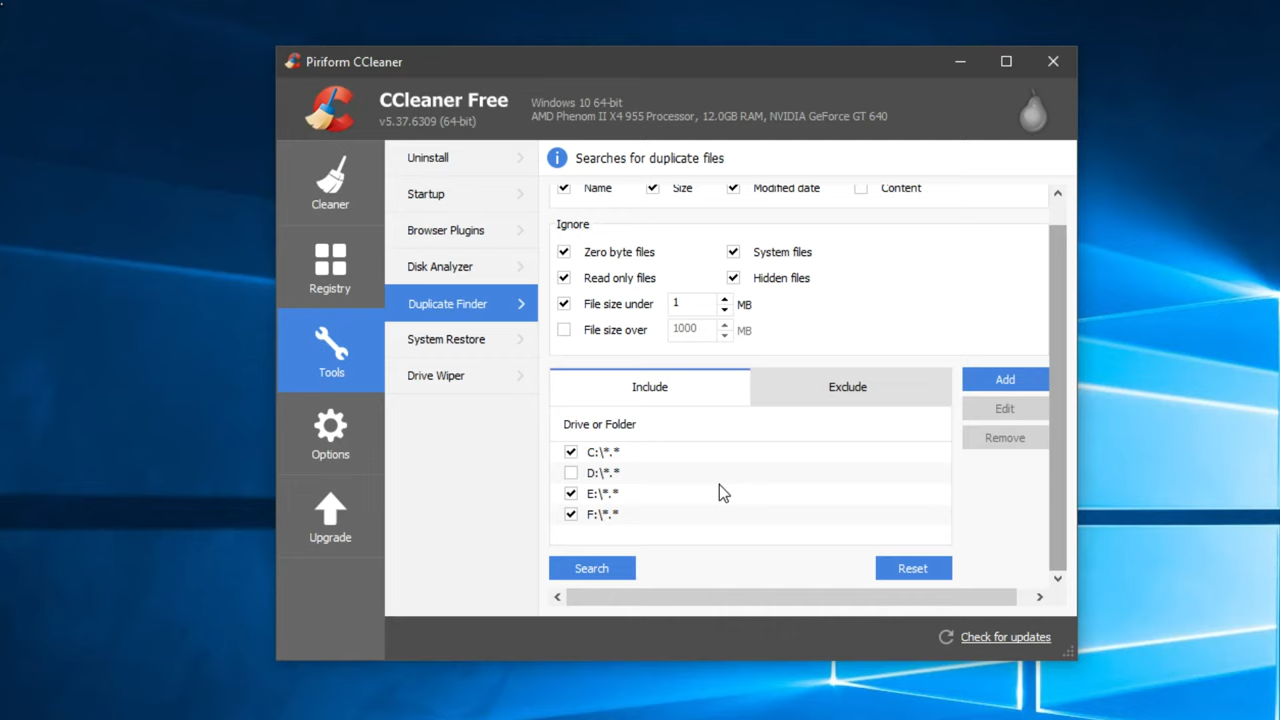 Piriform CCleaner
CCleaner Free
v5.37.6309 (64-bit)
Windows 10 64-bit
AMD Phenom II X4 955 Processor, 12.0GB RAM, NVIDIA GeForce GT 640
Cleaner
Registry
Tools
Options
Upgrade
Uninstall
Startup
Browser Plugins
Disk Analyzer
Duplicate Finder
System Restore
Drive Wiper
Searches for duplicate files
Name Size Modified date Content
Ignore
Zero byte files System files
Read only files Hidden files
File size under 1 MB
File size over 1000 MB
Include Exclude
Add
Edit
Remove
Drive or Folder
C:\*.*
D:\*.*
E:\*.*
F:\*.*
Search Reset
Check for updates